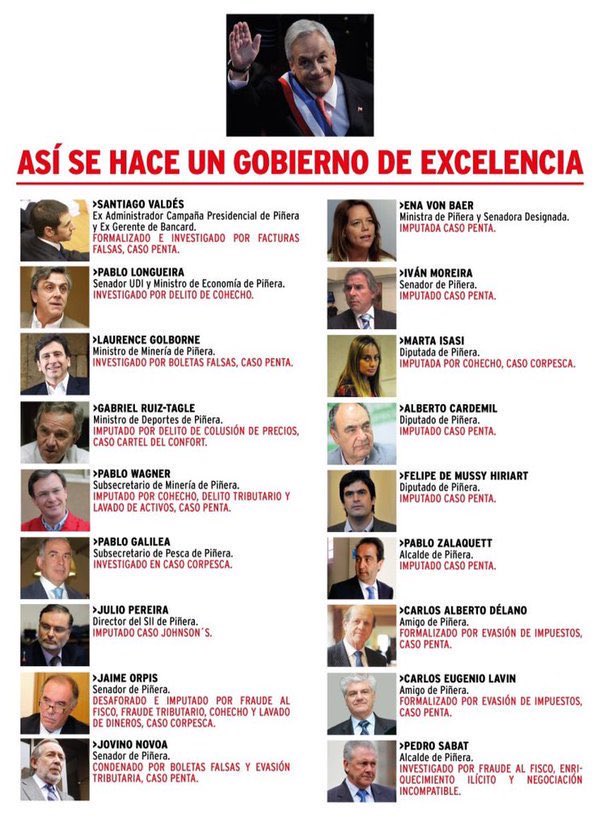 ASÍ SE HACE UN GOBIERNO DE EXCELENCIA
>SANTIAGO VALDÉS
Ex Administrador Campaña Presidencial de Piñera
y Ex Gerente de Bancard.
FORMALIZADO E INVESTIGADO POR FACTURAS
FALSAS, CASO PENTA.
>PABLO LONGUEIRA
Senador UDI y Ministro de Economía de Piñera.
INVESTIGADO POR DELITO DE COHECHO.
>LAURENCE GOLBORNE
Ministro de Minería de Piñera.
INVESTIGADO POR BOLETAS FALSAS, CASO PENTA.
>GABRIEL RUIZ-TAGLE
Ministro de Deportes de Piñera.
IMPUTADO POR DELITO DE COLUSIÓN DE PRECIOS,
CASO CARTEL DEL CONFORT.
>PABLO WAGNER
Subsecretario de Minería de Piñera.
IMPUTADO POR COHECHO, DELITO TRIBUTARIO Y
LAVADO DE ACTIVOS, CASO PENTA.
>PABLO GALILEA
Subsecretario de Pesca de Piñera.
INVESTIGADO EN CASO CORPESCA.
>JULIO PEREIRA
Director del SII de Piñera.
IMPUTADO CASO JOHNSON´S.
>JAIME ORPIS
Senador de Piñera.
DESAFORADO E IMPUTADO POR FRAUDE AL
FISCO, FRAUDE TRIBUTARIO, COHECHO Y LAVADO
DE DINEROS, CASO CORPESCA.
>JOVINO NOVOA
Senador de Piñera.
CONDENADO POR BOLETAS FALSAS Y EVASIÓN
TRIBUTARIA, CASO PENTA.
>ENA VON BAER
Ministra de Piñera y Senadora Designada.
IMPUTADA CASO PENTA.
>IVÁN MOREIRA
Senador de Piñera.
IMPUTADO CASO PENTA.
>MARTA ISASI
Diputada de Piñera.
IMPUTADA POR COHECHO, CASO CORPESCA.
>ALBERTO CARDEMIL
Diputado de Piñera.
IMPUTADO CASO PENTA.
>FELIPE DE MUSSY HIRIART
Diputado de Piñera.
IMPUTADO CASO PENTA.
>PABLO ZALAQUETT
Alcalde de Piñera.
IMPUTADO CASO PENTA.
>CARLOS ALBERTO DÉLANO
Amigo de Piñera.
FORMALIZADO POR EVASIÓN DE IMPUESTOS,
CASO PENTA.
>CARLOS EUGENIO LAVIN
Amigo de Piñera.
FORMALIZADO POR EVASIÓN DE IMPUESTOS,
CASO PENTA.
>PEDRO SABAT
Alcalde de Piñera.
INVESTIGADO POR FRAUDE AL FISCO, ENRI-
QUECIMIENTO ILÍCITO Y NEGOCIACIÓN
INCOMPATIBLE.